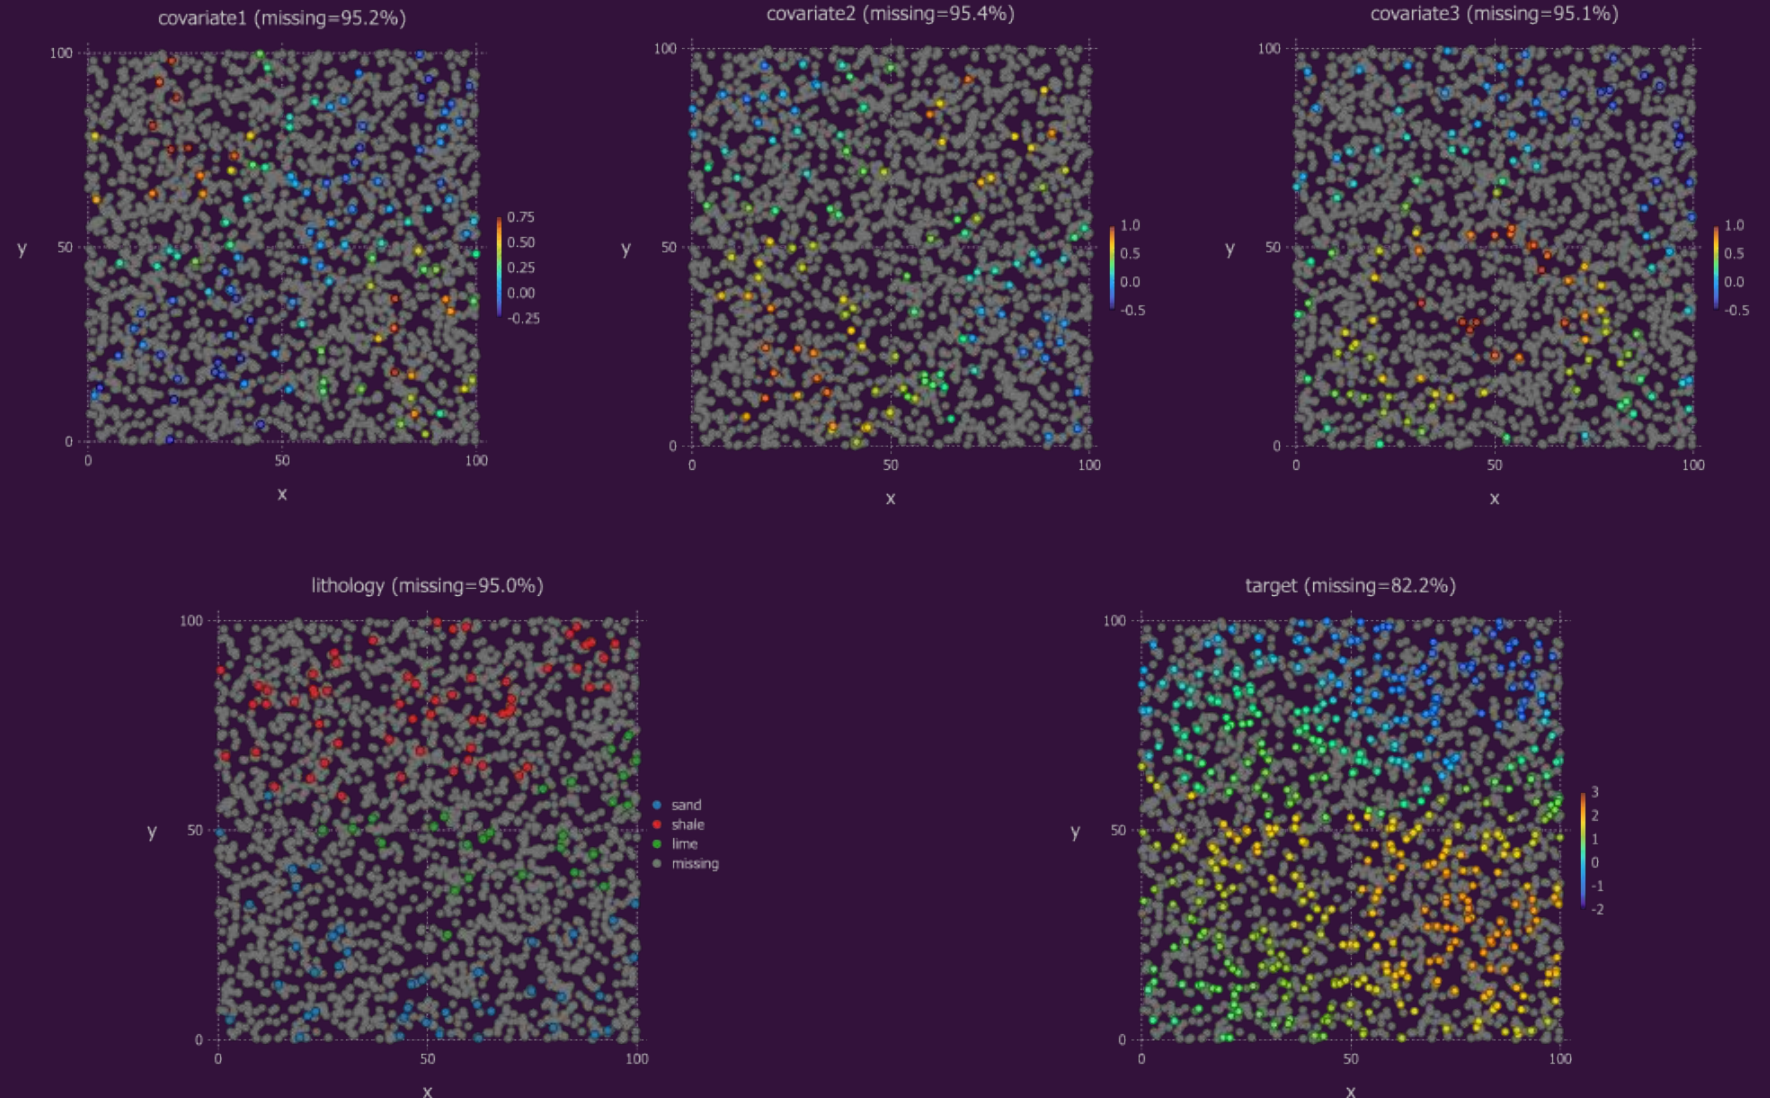 covariate1 (missing=95.2%)
100
50
0
0
50
100
y
x
0.75
0.50
0.25
0.00
-0.25
covariate2 (missing=95.4%)
100
50
0
0
50
100
y
x
1.0
0.5
0.0
-0.5
covariate3 (missing=95.1%)
100
50
0
0
50
100
y
x
1.0
0.5
0.0
-0.5
lithology (missing=95.0%)
100
50
0
0
50
100
y
x
sand
shale
lime
missing
target (missing=82.2%)
100
50
0
0
50
100
y
x
3
2
1
0
-1
-2